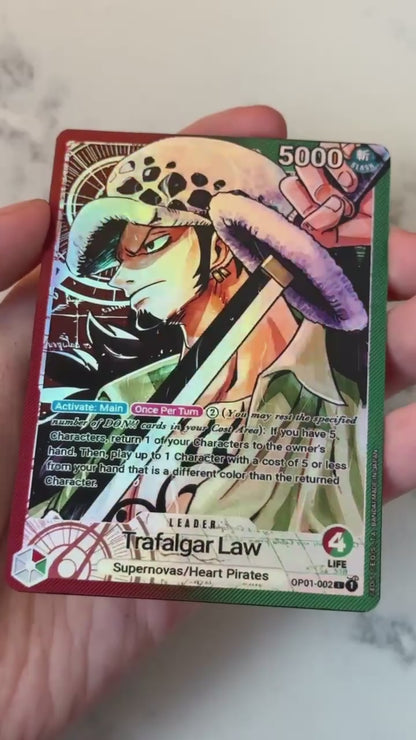 5000 斬
SLASH
Activate: Main Once Per Turn ② (You may rest the specified
number of DON!! cards in your Cost Area): If you have 5
Characters, return 1 of your Characters to the owner's
hand. Then, play up to 1 Character with a cost of 5 or less
from your hand that is a different color than the returned
Character.
LEADER
Trafalgar Law
4
LIFE
Supernovas/Heart Pirates
OP01-002 L 1